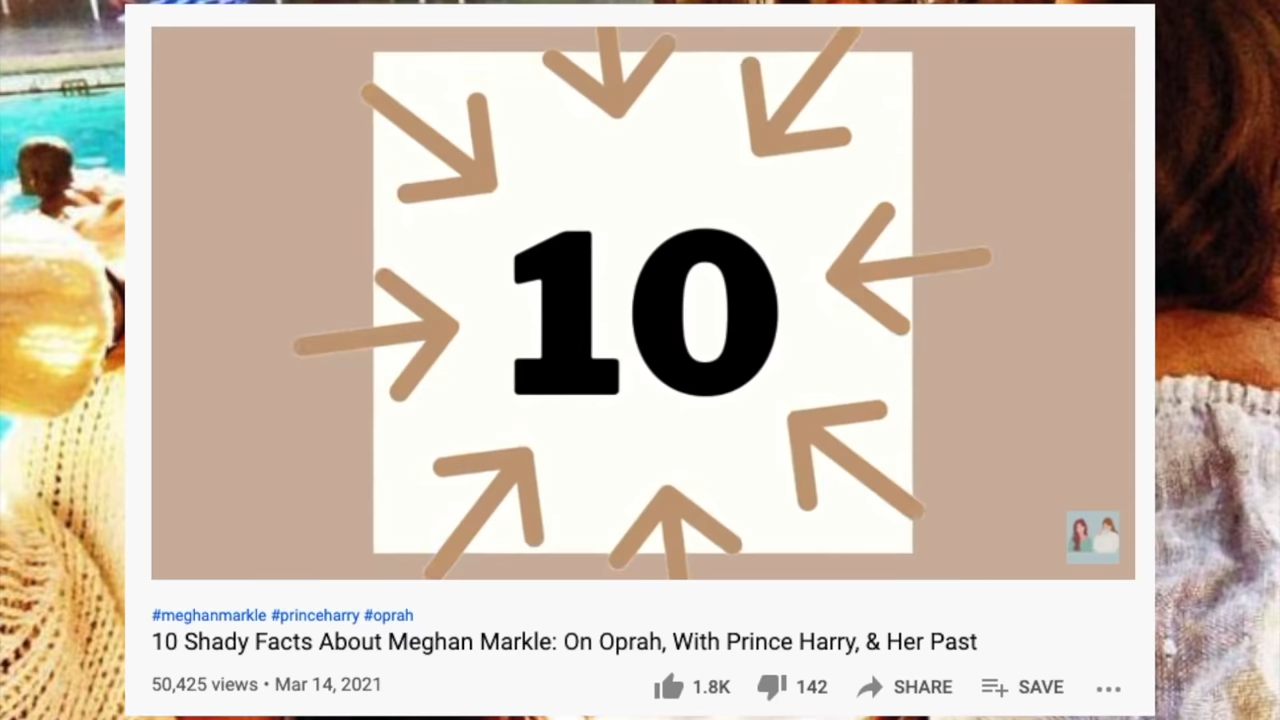 10
#meghanmarkle #princeharry #oprah
10 Shady Facts About Meghan Markle: On Oprah, With Prince Harry, & Her Past
50,425 views • Mar 14, 2021 1.8K 142 SHARE SAVE